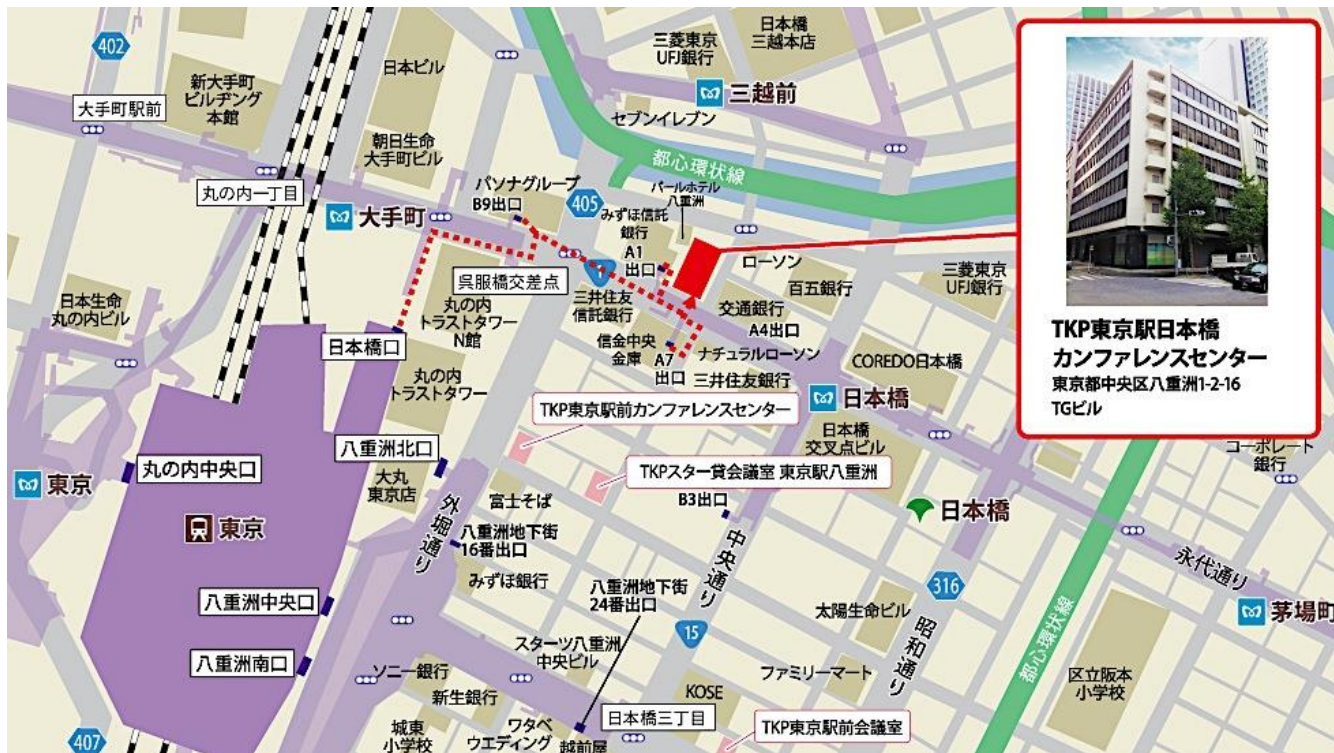 402
日本ビル
三菱東京
UFJ銀行
日本橋
三越本店
新大手町
ビルヂング
本館
大手町駅前
三越前
セブンイレブン
朝日生命
大手町ビル
都心環状線
丸の内一丁目
パソナグループ
B9出口
405
パールホテル
八重洲
大手町
みずほ信託
銀行
A1
出口
ローソン
三菱東京
UFJ銀行
呉服橋交差点
1
百五銀行
日本生命
丸の内ビル
丸の内
トラストタワー
N館
三井住友
信託銀行
交通銀行
A4出口
日本橋口
信金中央
金庫
A7
出口
ナチュラルローソン
COREDO日本橋
丸の内
トラストタワー
三井住友銀行
日本橋
TKP東京駅前カンファレンスセンター
日本橋
交叉点ビル
八重洲北口
コーポレート
銀行
丸の内中央口
東京
大丸
東京店
TKPスター貸会議室 東京駅八重洲
富士そば
B3出口
日本橋
東京
外堀通り
八重洲地下街
16番出口
中央通り
永代通り
みずほ銀行
八重洲地下街
24番出口
316
八重洲中央口
太陽生命ビル
昭和通り
都心環状線
茅場町
15
スターツ八重洲
中央ビル
八重洲南口
ソニー銀行
ファミリーマート
区立阪本
小学校
新生銀行
KOSE
日本橋三丁目
407
城東
小学校
ワタベ
ウエディング
越前屋
TKP東京駅前会議室
TKP東京駅日本橋
カンファレンスセンター
東京都中央区八重洲1-2-16
TGビル